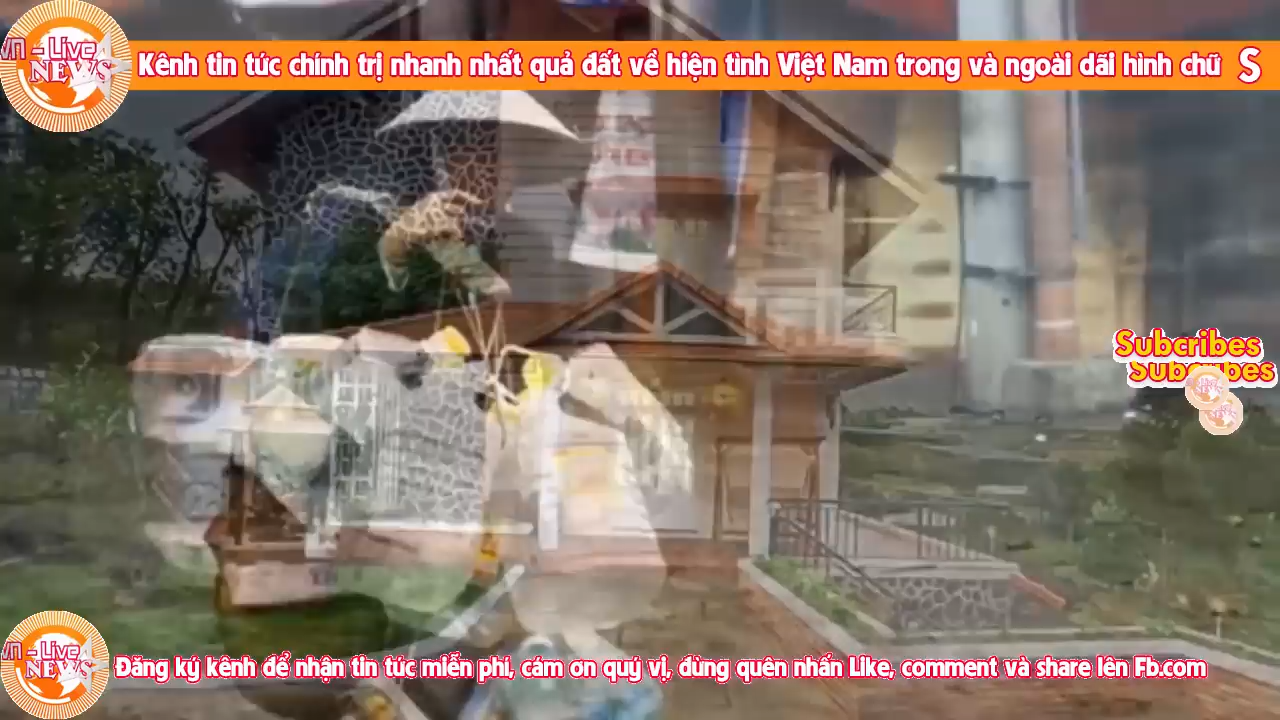 VN - Live
NEWS
Kênh tin tức chính trị nhanh nhất quả đất về hiện tình Việt Nam trong và ngoài dãi hình chữ S
Subcribes
Subcribes
VN - Live
NEWS
Đăng ký kênh để nhận tin tức miễn phí, cám ơn quý vị, đừng quên nhấn Like, comment và share lên Fb.com